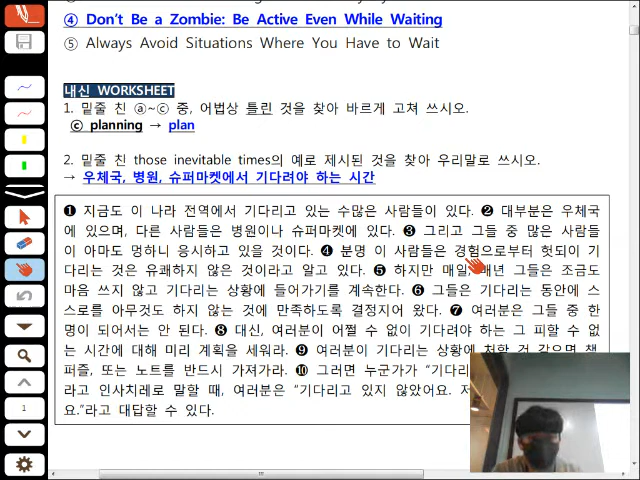 ④ Don't Be a Zombie: Be Active Even While Waiting
⑤ Always Avoid Situations Where You Have to Wait
내신 WORKSHEET
1. 밑줄 친 ⓐ~ⓒ 중, 어법상 틀린 것을 찾아 바르게 고쳐 쓰시오.
ⓒ planning → plan
2. 밑줄 친 those inevitable times의 예로 제시된 것을 찾아 우리말로 쓰시오.
→ 우체국, 병원, 슈퍼마켓에서 기다려야 하는 시간
❶ 지금도 이 나라 전역에서 기다리고 있는 수많은 사람들이 있다. ❷ 대부분은 우체국
에 있으며, 다른 사람들은 병원이나 슈퍼마켓에 있다. ❸ 그리고 그들 중 많은 사람들
이 아마도 멍하니 응시하고 있을 것이다. ❹ 분명 이 사람들은 경험으로부터 헛되이 기
다리는 것은 유쾌하지 않은 것이라고 알고 있다. ❺ 하지만 매일, 매년 그들은 조금도
마음 쓰지 않고 기다리는 상황에 들어가기를 계속한다. ❻ 그들은 기다리는 동안에 스
스로를 아무것도 하지 않는 것에 만족하도록 결정지어 왔다. ❼ 여러분은 그들 중 한
명이 되어서는 안 된다. ❽ 대신, 여러분이 어쩔 수 없이 기다려야 하는 그 피할 수 없
는 시간에 대해 미리 계획을 세워라. ❾ 여러분이 기다리는 상황에 처할 것 같으면 책,
퍼즐, 또는 노트를 반드시 가져가라. ❿ 그러면 누군가가 "기다리
라고 인사치레로 말할 때, 여러분은 "기다리고 있지 않았어요. 저
요."라고 대답할 수 있다.
1